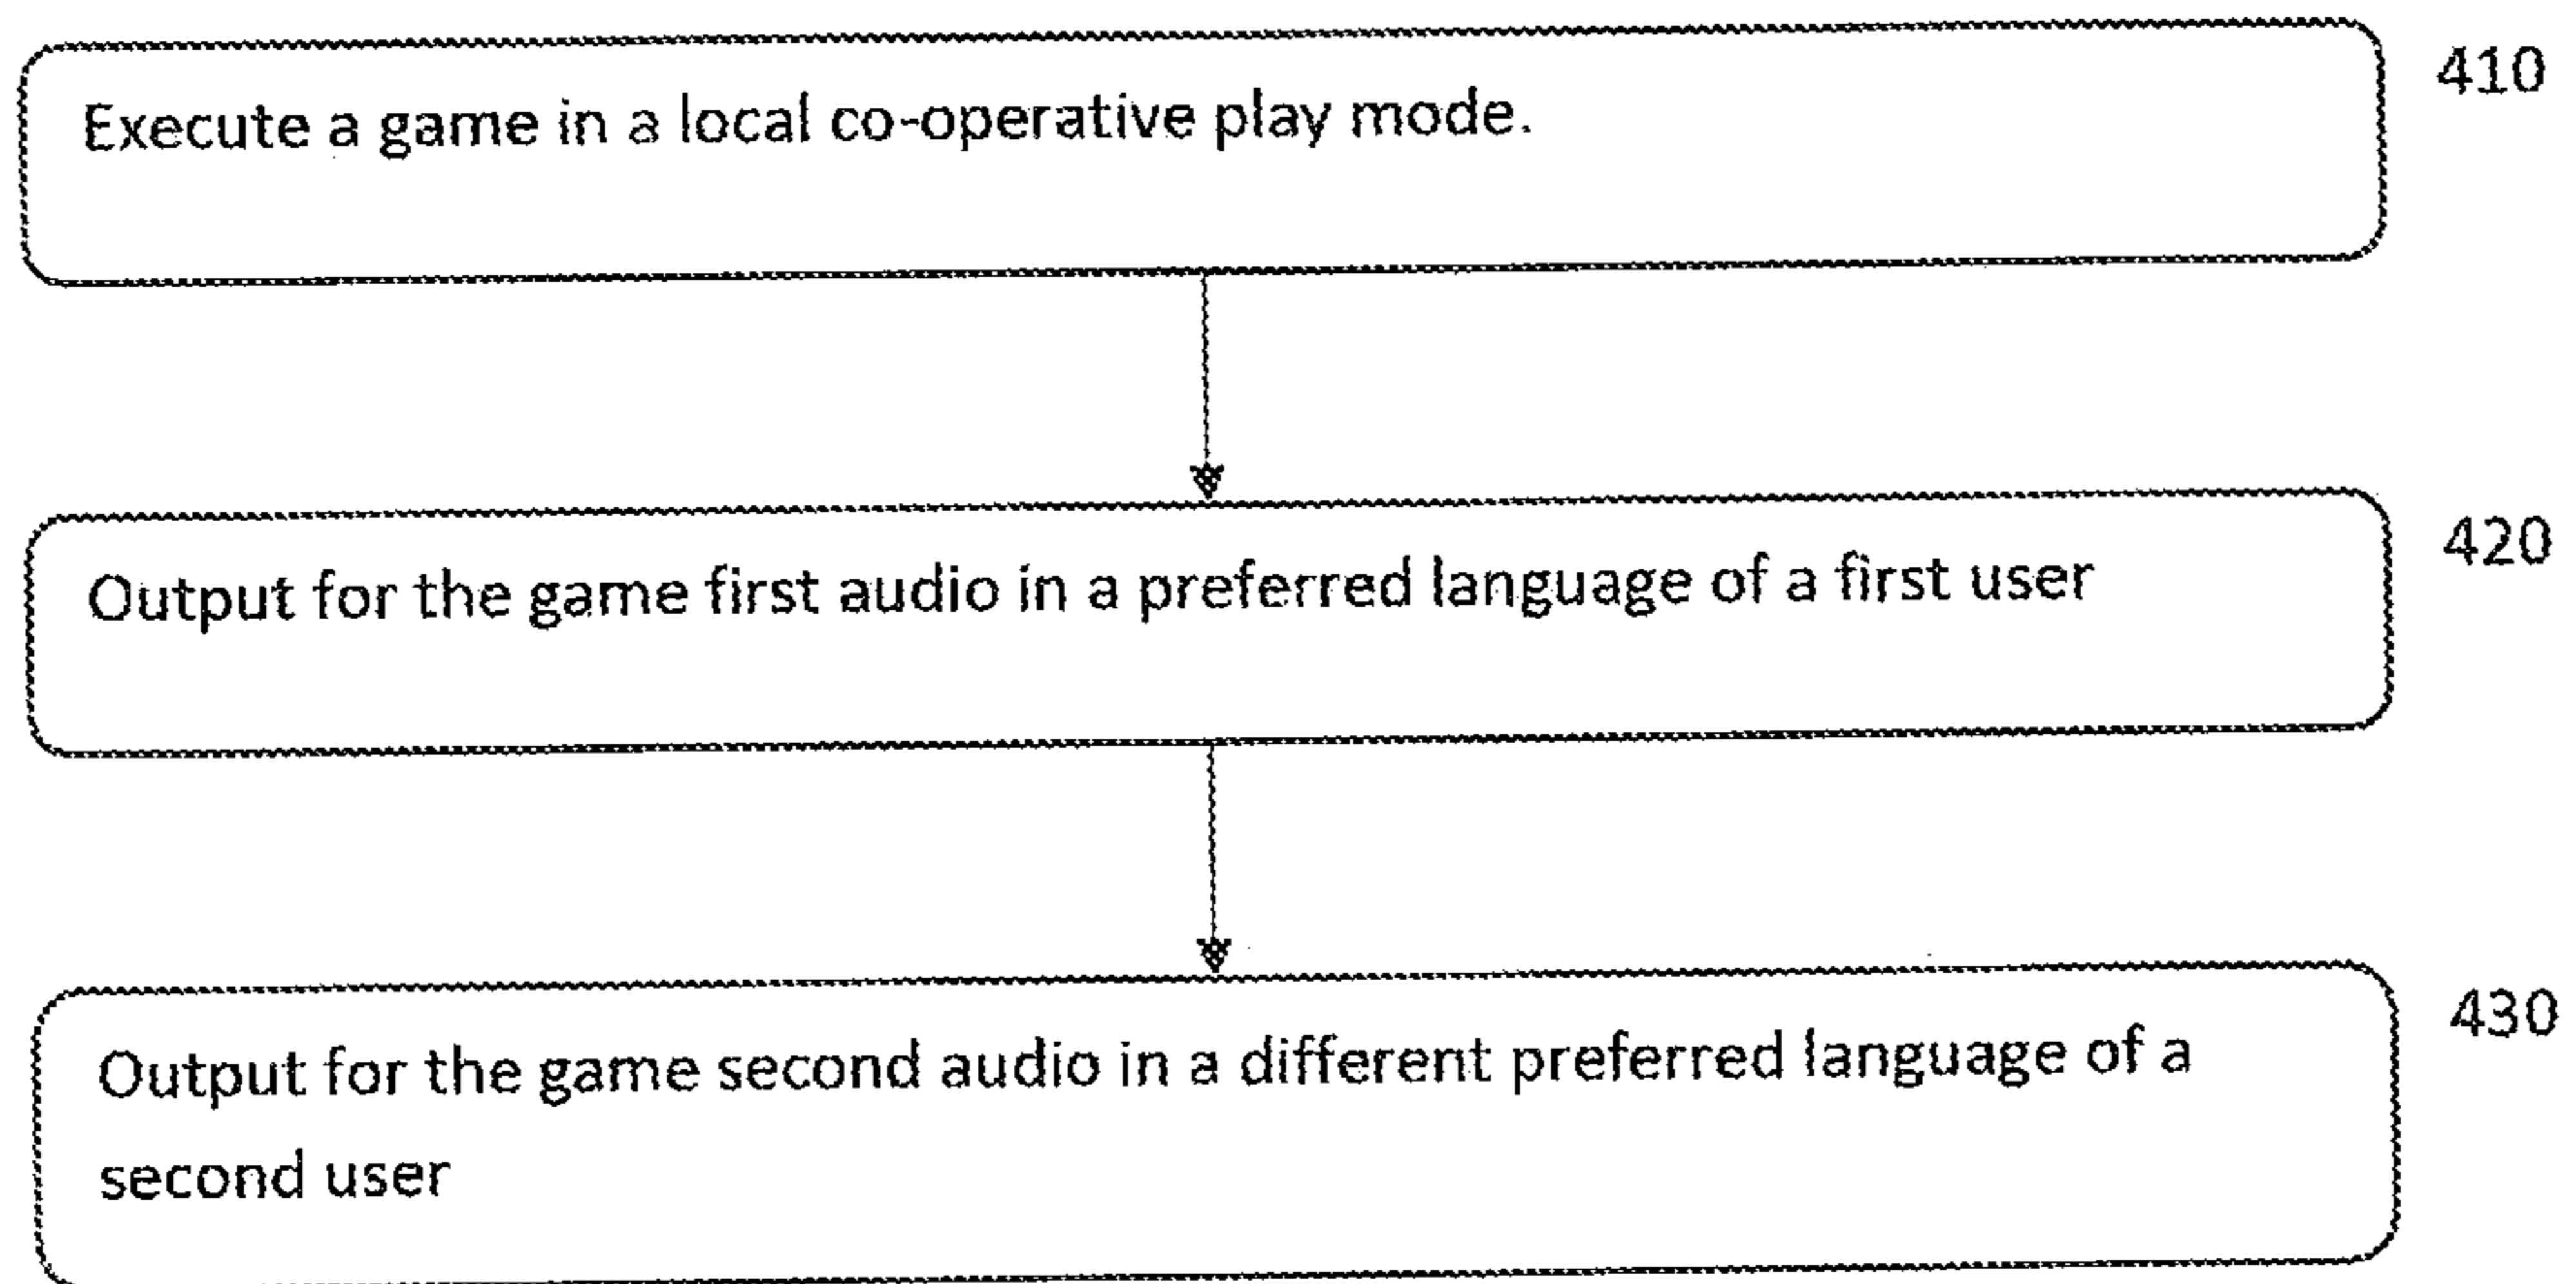 Execute a game in a local co-operative play mode.
410
Output for the game first audio in a preferred language of a first user
420
Output for the game second audio in a different preferred language of a
second user
430